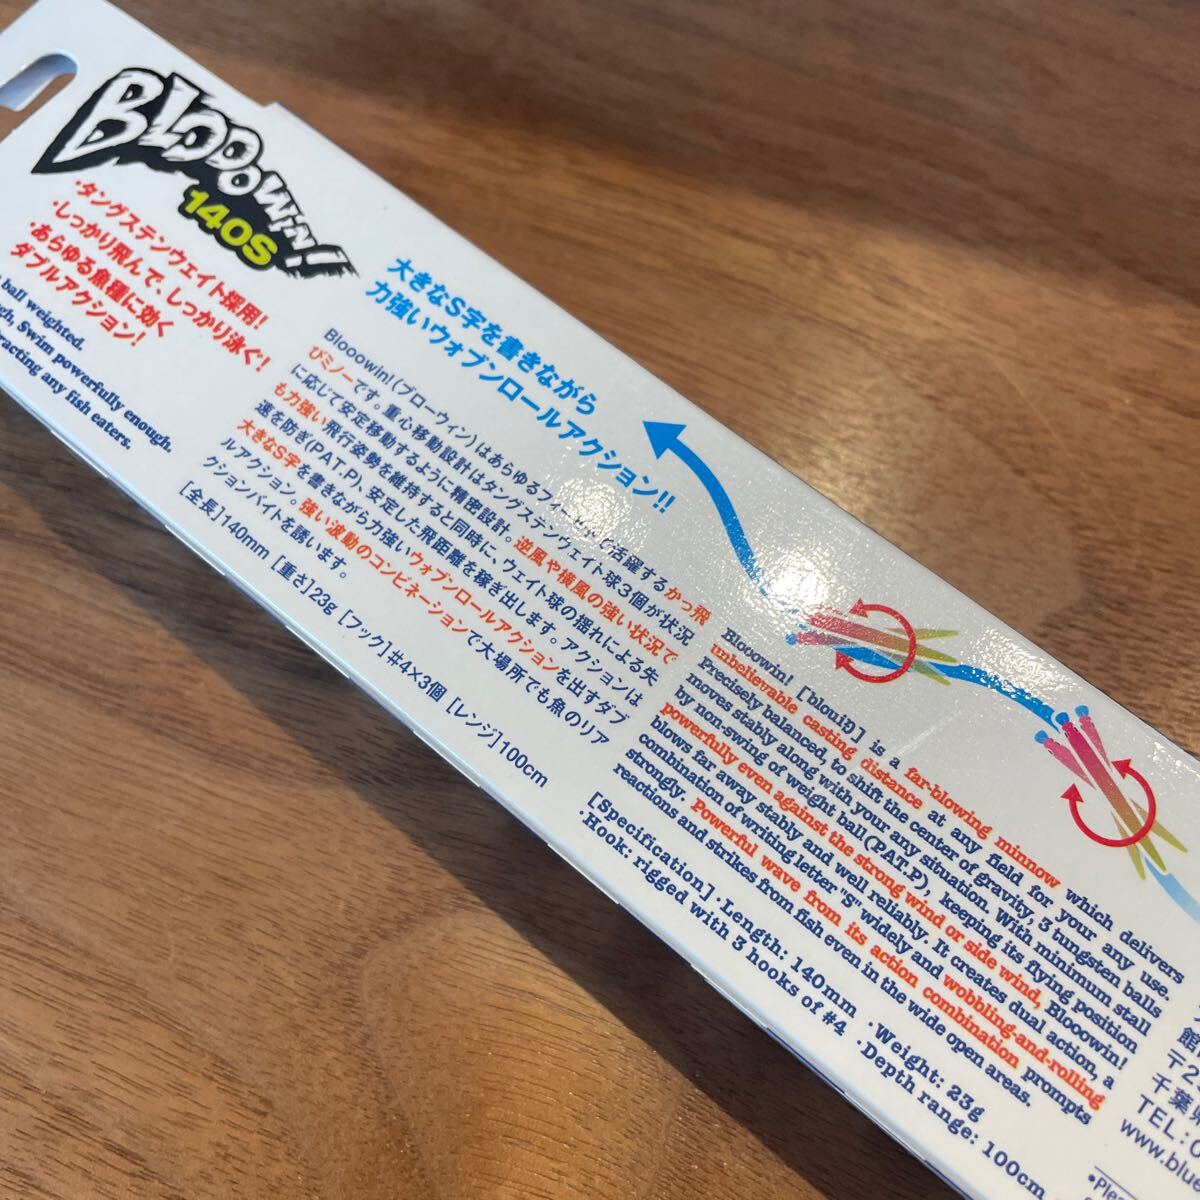 Blooowin!
140S
・タングステンウェイト採用!
・しっかり飛んで、しっかり泳ぐ!
・あらゆる魚種に効く
ダブルアクション!
ball weighted.
Swim powerfully enough.
any fish eaters.
大きなS字を書きながら
力強いウォブンロールアクション!!
Blooowin!(ブローウィン)はあらゆるフィールドで活躍するかっ飛
びミノーです。重心移動設計はタングステンウェイト球3個が状況
に応じて安定移動するように精密設計。逆風や横風の強い状況で
も力強い飛行姿勢を維持すると同時に、ウェイト球の揺れによる失
速を防ぎ(PAT.P)、安定した飛距離を稼ぎ出します。アクションは
大きなS字を書きながら力強いウォブンロールアクションを出すダブ
ルアクション。強い波動のコンビネーションで大場所でも魚のリア
クションバイトを誘います。
[全長]140mm [重さ]23g [フック]#4×3個 [レンジ]100cm
Blooowin! [blouiŋ] is a far-blowing minnow which delivers
unbelievable casting distance at any field for your any use.
Precisely balanced, to shift the center of gravity, 3 tungsten balls
moves stably along with your any situation. With minimum stall
by non-swing of weight ball(PAT.P), keeping its flying position
powerfully even against the strong wind or side wind, Blooowin!
blows far away stably and well reliably. It creates dual action, a
combination of writing letter "S" widely and wobbling-and-rolling
strongly. Powerful wave from its action combination prompts
reactions and strikes from fish even in the wide open areas.
[Specification] ・Length: 140mm ・Weight: 23g
・Hook: rigged with 3 hooks of #4 ・Depth range: 100cm
館
〒2
千葉
TEL:0
www.blue